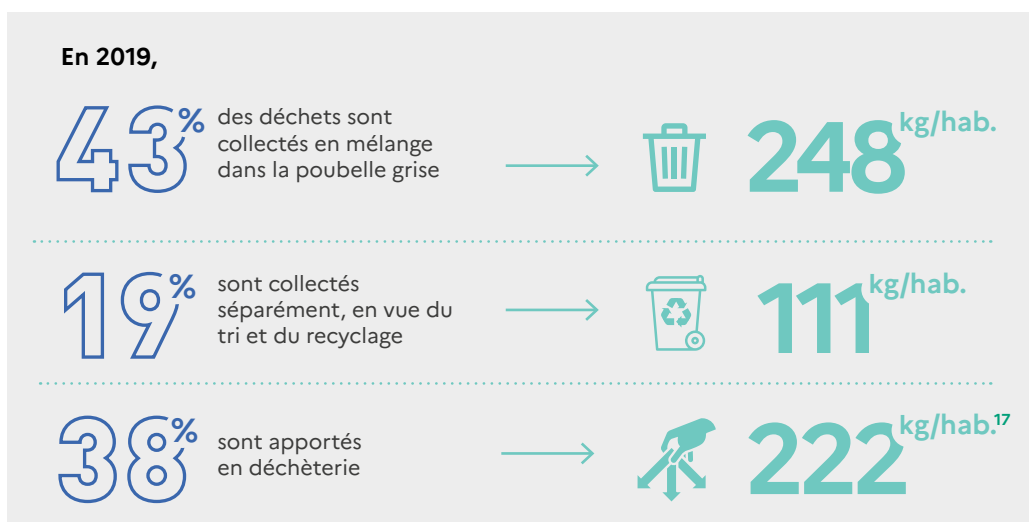 En 2019,
43%
des déchets sont
collectés en mélange
dans la poubelle grise
248 kg/hab.
19%
sont collectés
séparément, en vue du
tri et du recyclage
111 kg/hab.
38%
sont apportés
en déchèterie
222 kg/hab.17